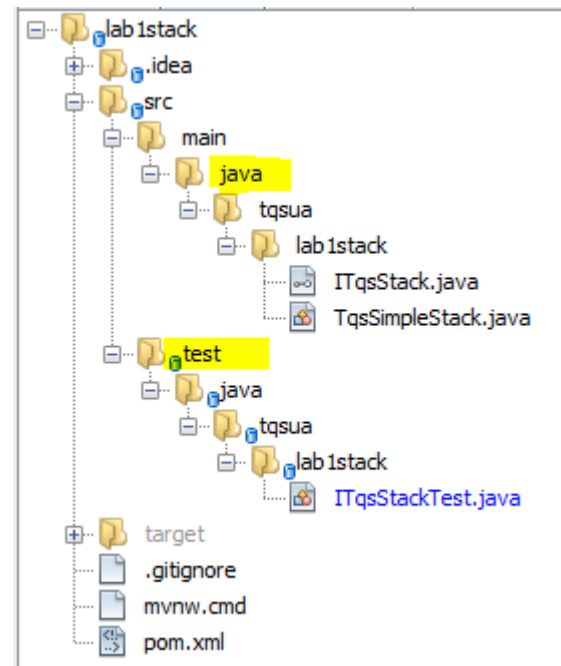 lab1stack
.idea
src
main
java
tqsua
lab1stack
ITqsStack.java
TqsSimpleStack.java
test
java
tqsua
lab1stack
ITqsStackTest.java
target
.gitignore
mvnw.cmd
pom.xml